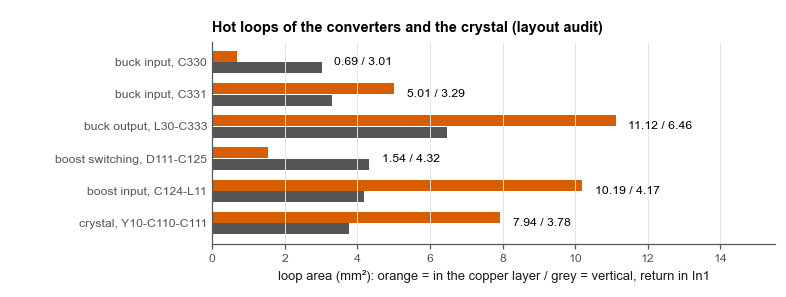 Hot loops of the converters and the crystal (layout audit)
buck input, C330
0.69 / 3.01
buck input, C331
5.01 / 3.29
buck output, L30-C333
11.12 / 6.46
boost switching, D111-C125
1.54 / 4.32
boost input, C124-L11
10.19 / 4.17
crystal, Y10-C110-C111
7.94 / 3.78
0 2 4 6 8 10 12 14
loop area (mm²): orange = in the copper layer / grey = vertical, return in In1